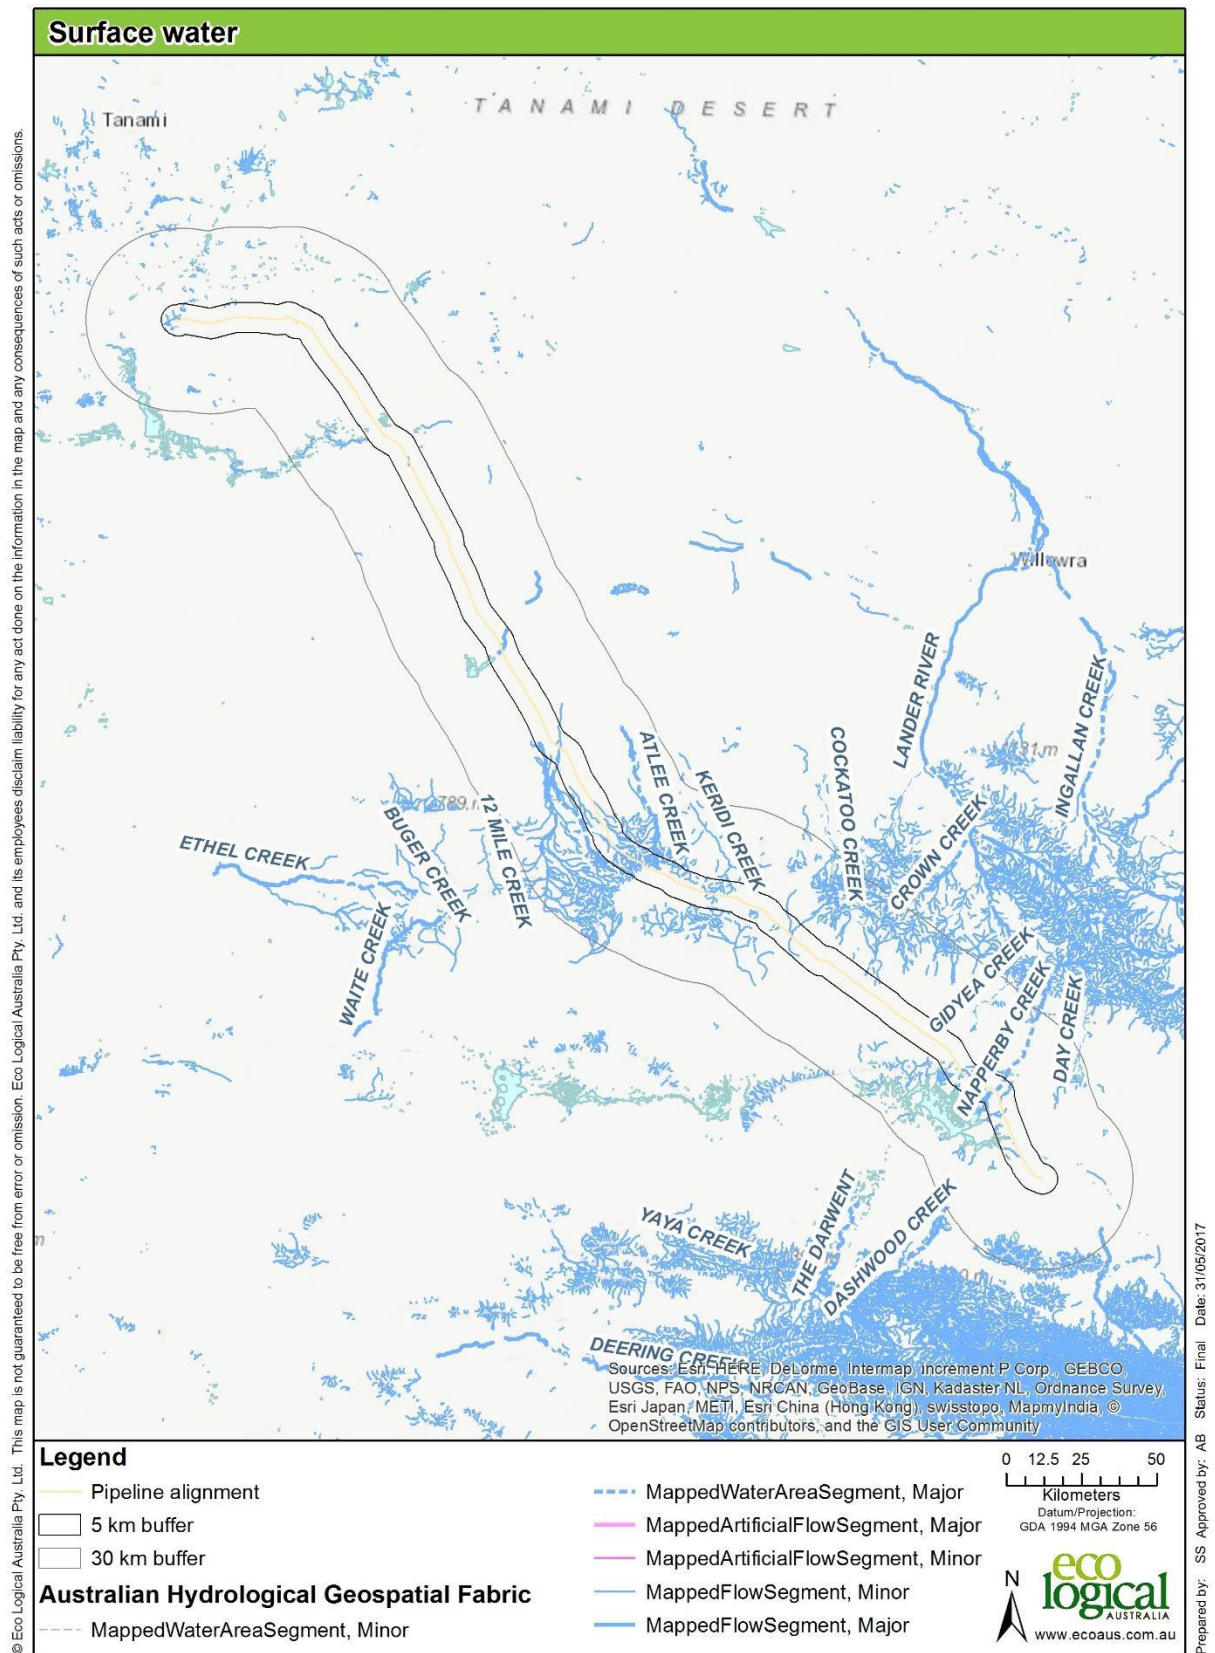 Surface water
Tanami
TANAMI DESERT
Willowra
LANDER RIVER
INGALLAN CREEK
1131 m
ATLEE CREEK
KERIDI CREEK
COCKATOO CREEK
CROWN CREEK
789 m
12 MILE CREEK
BUGER CREEK
ETHEL CREEK
WAITE CREEK
GIDYEA CREEK
NAPPERBY CREEK
DAY CREEK
YAYA CREEK
THE DARWENT
DASHWOOD CREEK
DEERING CREEK
m
Sources: Esri, HERE, DeLorme, Intermap, increment P Corp., GEBCO,
USGS, FAO, NPS, NRCAN, GeoBase, IGN, Kadaster NL, Ordnance Survey,
Esri Japan, METI, Esri China (Hong Kong), swisstopo, MapmyIndia, ©
OpenStreetMap contributors, and the GIS User Community
Legend
Pipeline alignment
5 km buffer
30 km buffer
Australian Hydrological Geospatial Fabric
MappedWaterAreaSegment, Minor
MappedWaterAreaSegment, Major
MappedArtificialFlowSegment, Major
MappedArtificialFlowSegment, Minor
MappedFlowSegment, Minor
MappedFlowSegment, Major
0 12.5 25 50
Kilometers
Datum/Projection:
GDA 1994 MGA Zone 56
N
eco
logical
AUSTRALIA
www.ecoaus.com.au
© Eco Logical Australia Pty. Ltd. This map is not guaranteed to be free from error or omission. Eco Logical Australia Pty. Ltd. and its employees disclaim liability for any act done on the information in the map and any consequences of such acts or omissions.
Prepared by: SS Approved by: AB Status: Final Date: 31/05/2017